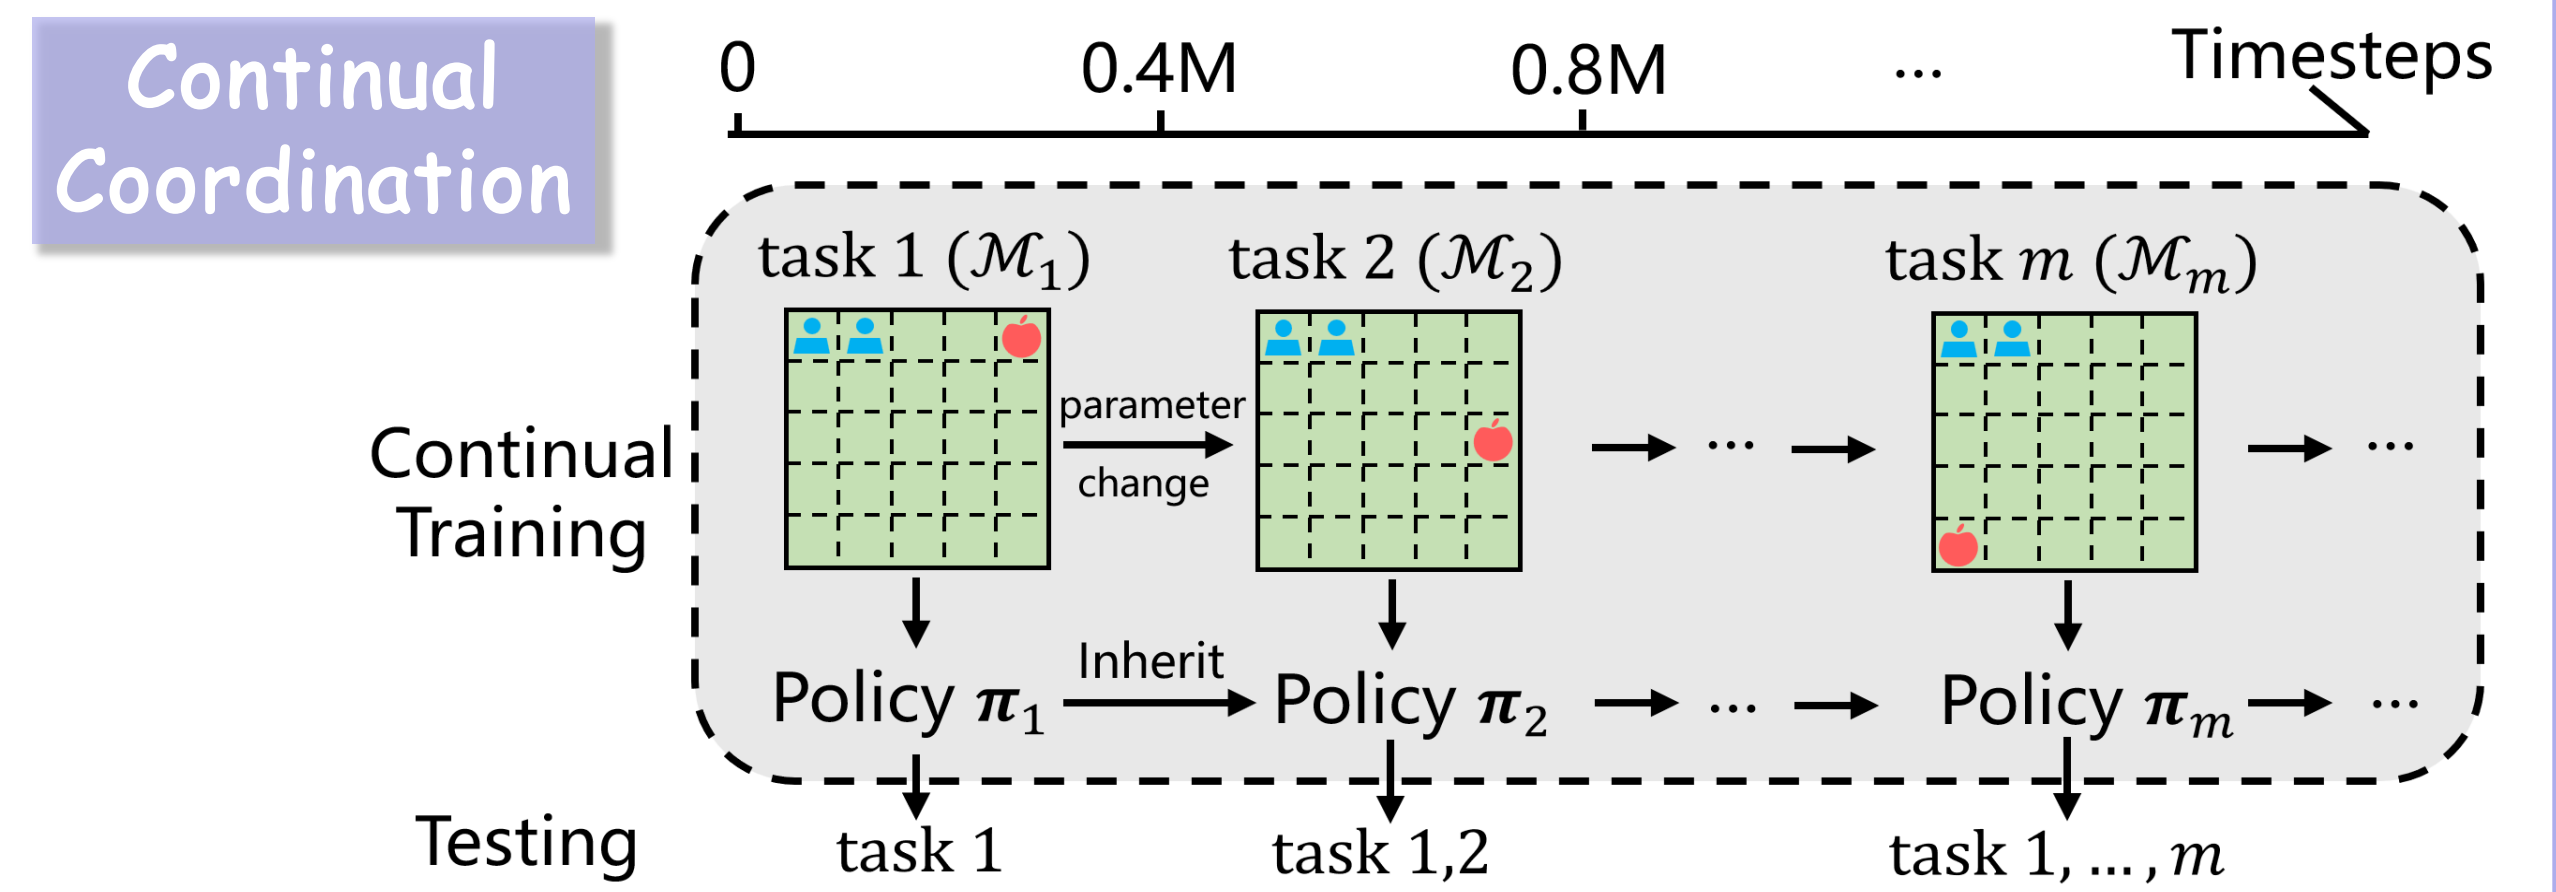 Continual
Coordination
0 0.4M 0.8M ... Timesteps
task 1 (ℳ₁) task 2 (ℳ₂) task m (ℳₘ)
parameter
change
... ...
Continual
Training
Inherit
Policy π₁ Policy π₂ ... Policy πₘ ...
Testing
task 1 task 1,2 task 1, ... , m